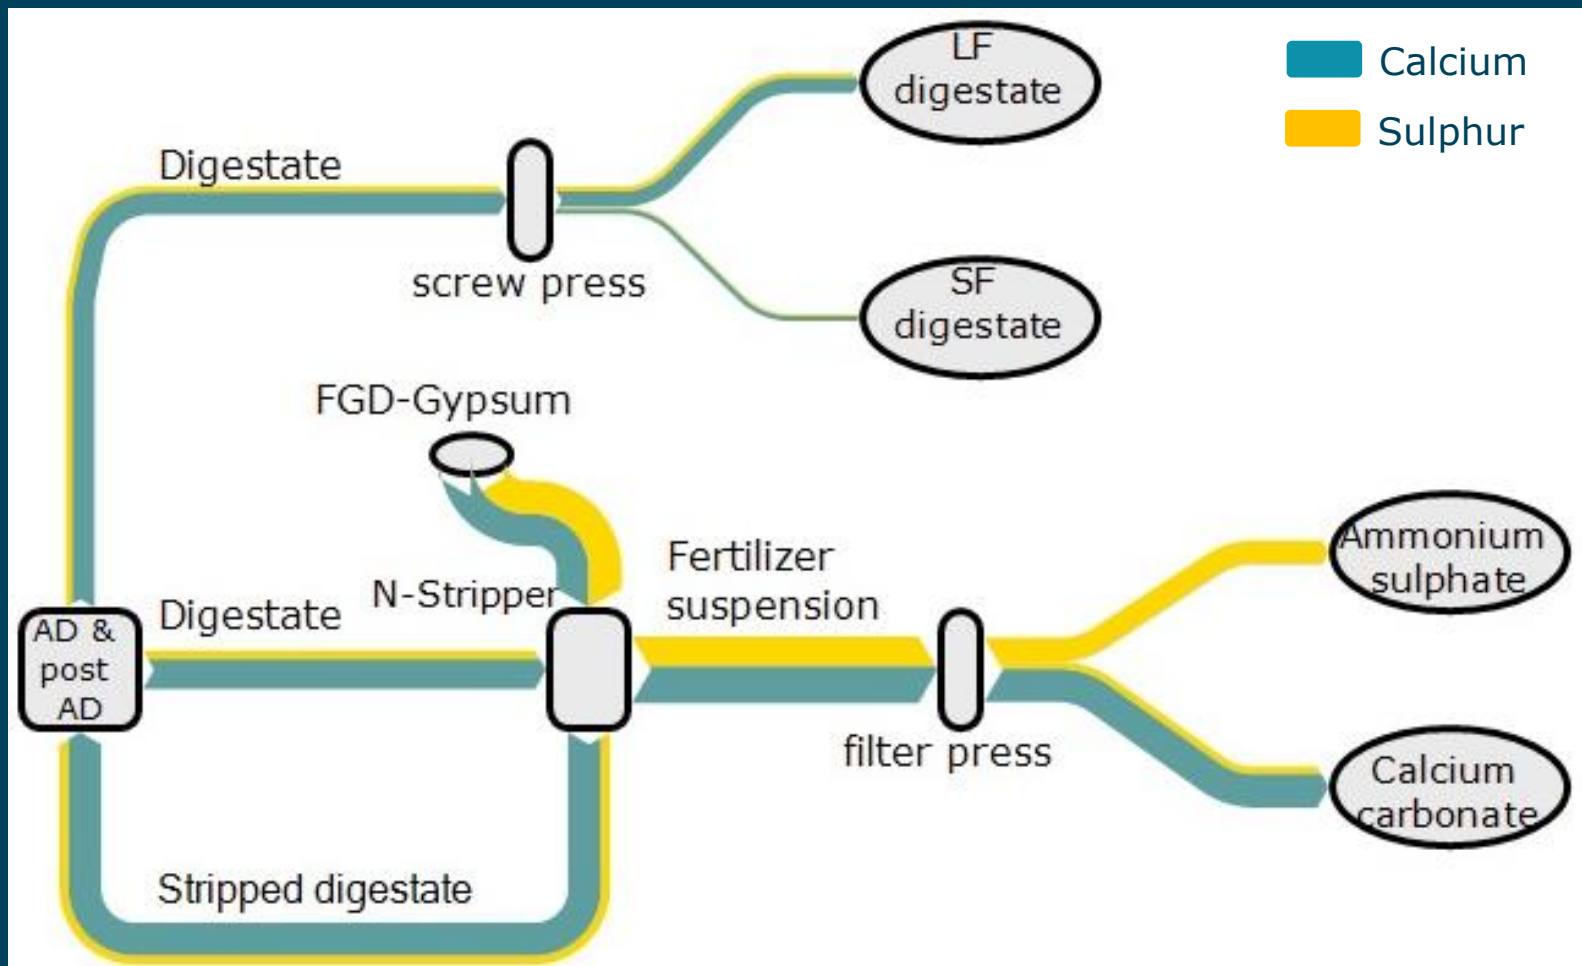 LF
digestate
Calcium
Sulphur
Digestate
screw press
SF
digestate
FGD-Gypsum
N-Stripper
Fertilizer
suspension
Ammonium
sulphate
Digestate
AD &
post
AD
filter press
Calcium
carbonate
Stripped digestate